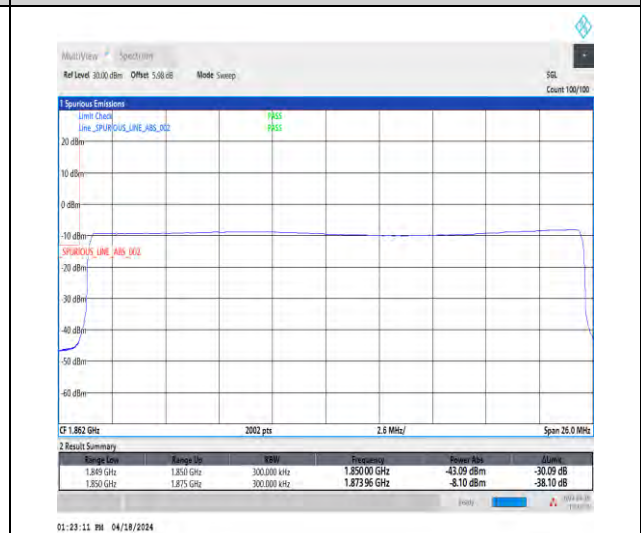 MultiView Spectrum
Ref Level 30.00 dBm Offset 5.98 dB Mode Sweep SGL
Count 100/100
1 Spurious Emissions
Limit Check PASS
Line _SPURIOUS_LINE_ABS_002 PASS
20 dBm
10 dBm
0 dBm
-10 dBm
_SPURIOUS_LINE_ABS_002
-20 dBm
-30 dBm
-40 dBm
-50 dBm
-60 dBm
CF 1.862 GHz 2002 pts 2.6 MHz/ Span 26.0 MHz
2 Result Summary
Range Low Range Up RBW Frequency Power Abs ΔLimit
1.849 GHz 1.850 GHz 300.000 kHz 1.85000 GHz -43.09 dBm -30.09 dB
1.850 GHz 1.875 GHz 300.000 kHz 1.87396 GHz -8.10 dBm -38.10 dB
Ready
01:23:11 PM 04/18/2024